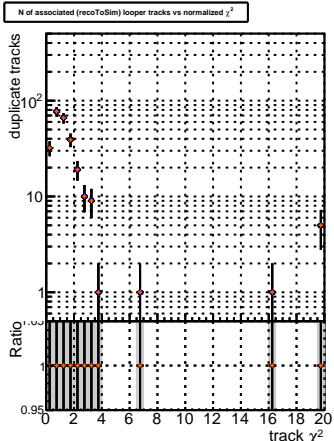 N of associated (recoToSim) looper tracks vs normalized χ²
duplicate tracks
10²
10
1
Ratio
1
0.95
0 2 4 6 8 10 12 14 16 18 20
track χ²